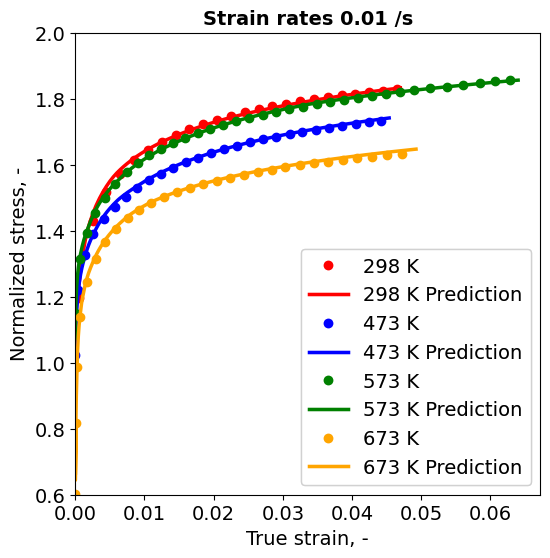 Strain rates 0.01 /s
Normalized stress, -
2.0
1.8
1.6
1.4
1.2
1.0
0.8
0.6
298 K
298 K Prediction
473 K
473 K Prediction
573 K
573 K Prediction
673 K
673 K Prediction
0.00 0.01 0.02 0.03 0.04 0.05 0.06
True strain, -